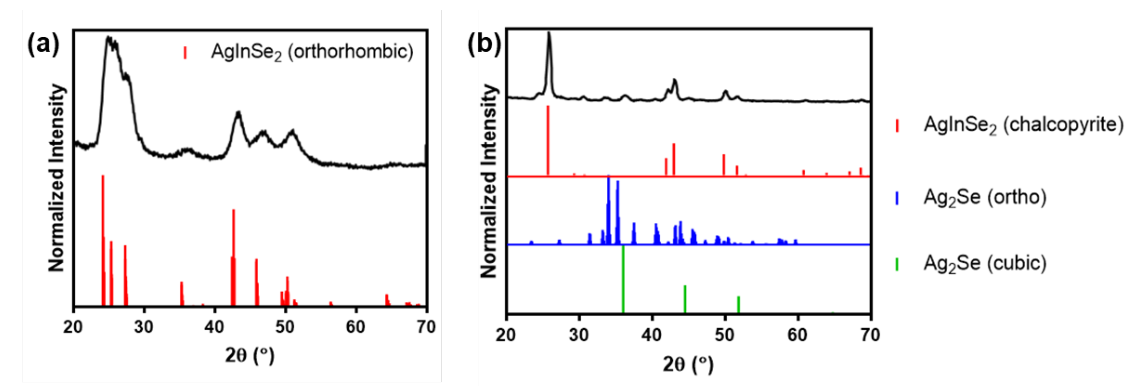 (a)
AgInSe2 (orthorhombic)
Normalized Intensity
20 30 40 50 60 70
2θ (°)
(b)
Normalized Intensity
20 30 40 50 60 70
2θ (°)
AgInSe2 (chalcopyrite)
Ag2Se (ortho)
Ag2Se (cubic)